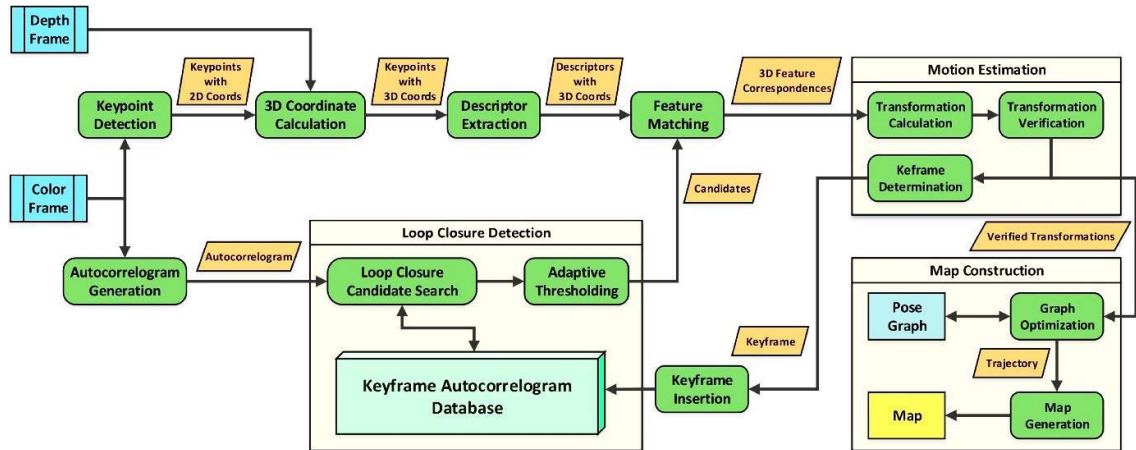 Depth
Frame
Keypoints
with
2D Coords
Keypoints
with
3D Coords
Descriptors
with
3D Coords
3D Feature
Correspondences
Motion Estimation
Keypoint
Detection
3D Coordinate
Calculation
Descriptor
Extraction
Feature
Matching
Transformation
Calculation
Transformation
Verification
Keframe
Determination
Color
Frame
Candidates
Autocorrelogram
Generation
Autocorrelogram
Loop Closure Detection
Loop Closure
Candidate Search
Adaptive
Thresholding
Verified Transformations
Map Construction
Pose
Graph
Graph
Optimization
Keyframe
Trajectory
Keyframe Autocorrelogram
Database
Keyframe
Insertion
Map
Map
Generation